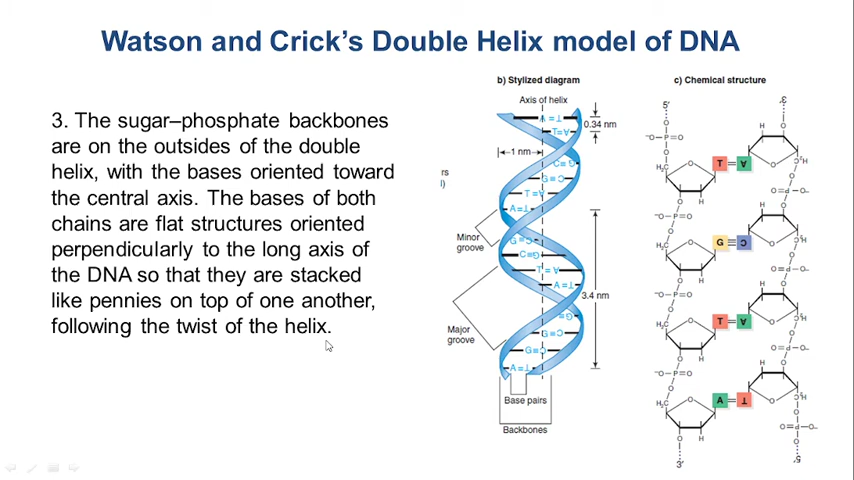 Watson and Crick's Double Helix model of DNA
3. The sugar–phosphate backbones
are on the outsides of the double
helix, with the bases oriented toward
the central axis. The bases of both
chains are flat structures oriented
perpendicularly to the long axis of
the DNA so that they are stacked
like pennies on top of one another,
following the twist of the helix.
b) Stylized diagram
Axis of helix
0.34 nm
1 nm
rs
l)
Minor
groove
3.4 nm
Major
groove
Base pairs
Backbones
c) Chemical structure
5′
3′
T=A
G≡C
T=A
A=T
3′
5′